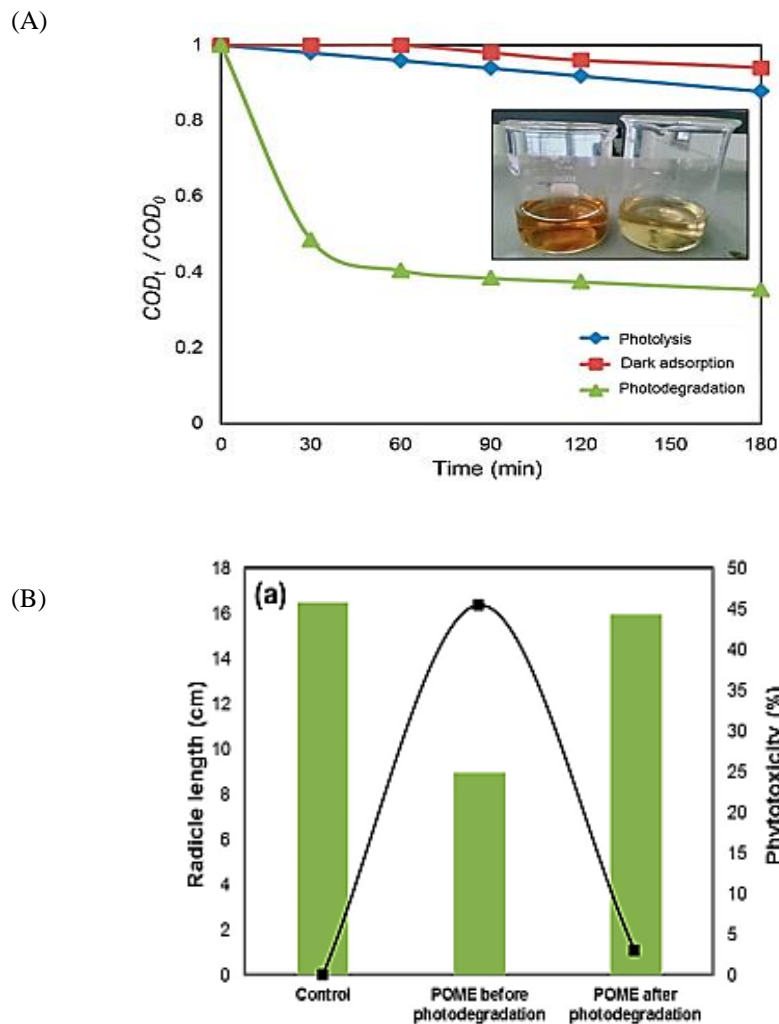 (A)
1
0.8
0.6
0.4
0.2
0
COD_t / COD_0
Photolysis
Dark adsorption
Photodegradation
0 30 60 90 120 150 180
Time (min)
(B)
(a)
18
16
14
12
10
8
6
4
2
0
Radicle length (cm)
50
45
40
35
30
25
20
15
10
5
0
Phytotoxicity (%)
Control
POME before
photodegradation
POME after
photodegradation